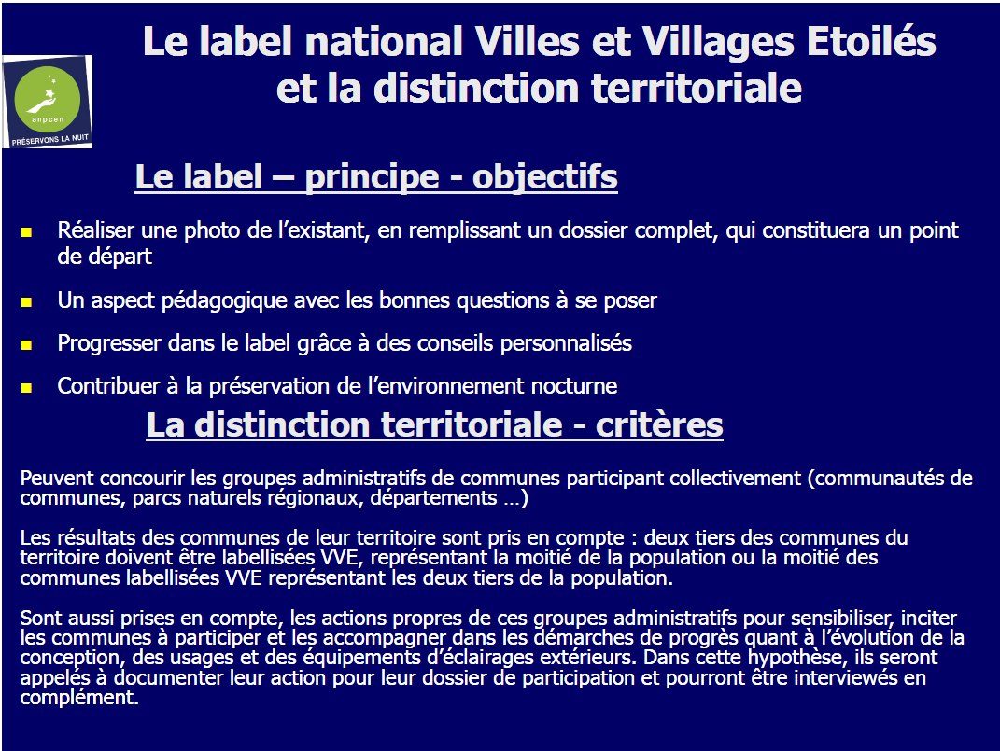 Le label national Villes et Villages Etoilés
et la distinction territoriale
anpcen
PRÉSERVONS LA NUIT
Le label – principe - objectifs
Réaliser une photo de l’existant, en remplissant un dossier complet, qui constituera un point
de départ
Un aspect pédagogique avec les bonnes questions à se poser
Progresser dans le label grâce à des conseils personnalisés
Contribuer à la préservation de l’environnement nocturne
La distinction territoriale - critères
Peuvent concourir les groupes administratifs de communes participant collectivement (communautés de
communes, parcs naturels régionaux, départements …)
Les résultats des communes de leur territoire sont pris en compte : deux tiers des communes du
territoire doivent être labellisées VVE, représentant la moitié de la population ou la moitié des
communes labellisées VVE représentant les deux tiers de la population.
Sont aussi prises en compte, les actions propres de ces groupes administratifs pour sensibiliser, inciter
les communes à participer et les accompagner dans les démarches de progrès quant à l’évolution de la
conception, des usages et des équipements d’éclairages extérieurs. Dans cette hypothèse, ils seront
appelés à documenter leur action pour leur dossier de participation et pourront être interviewés en
complément.